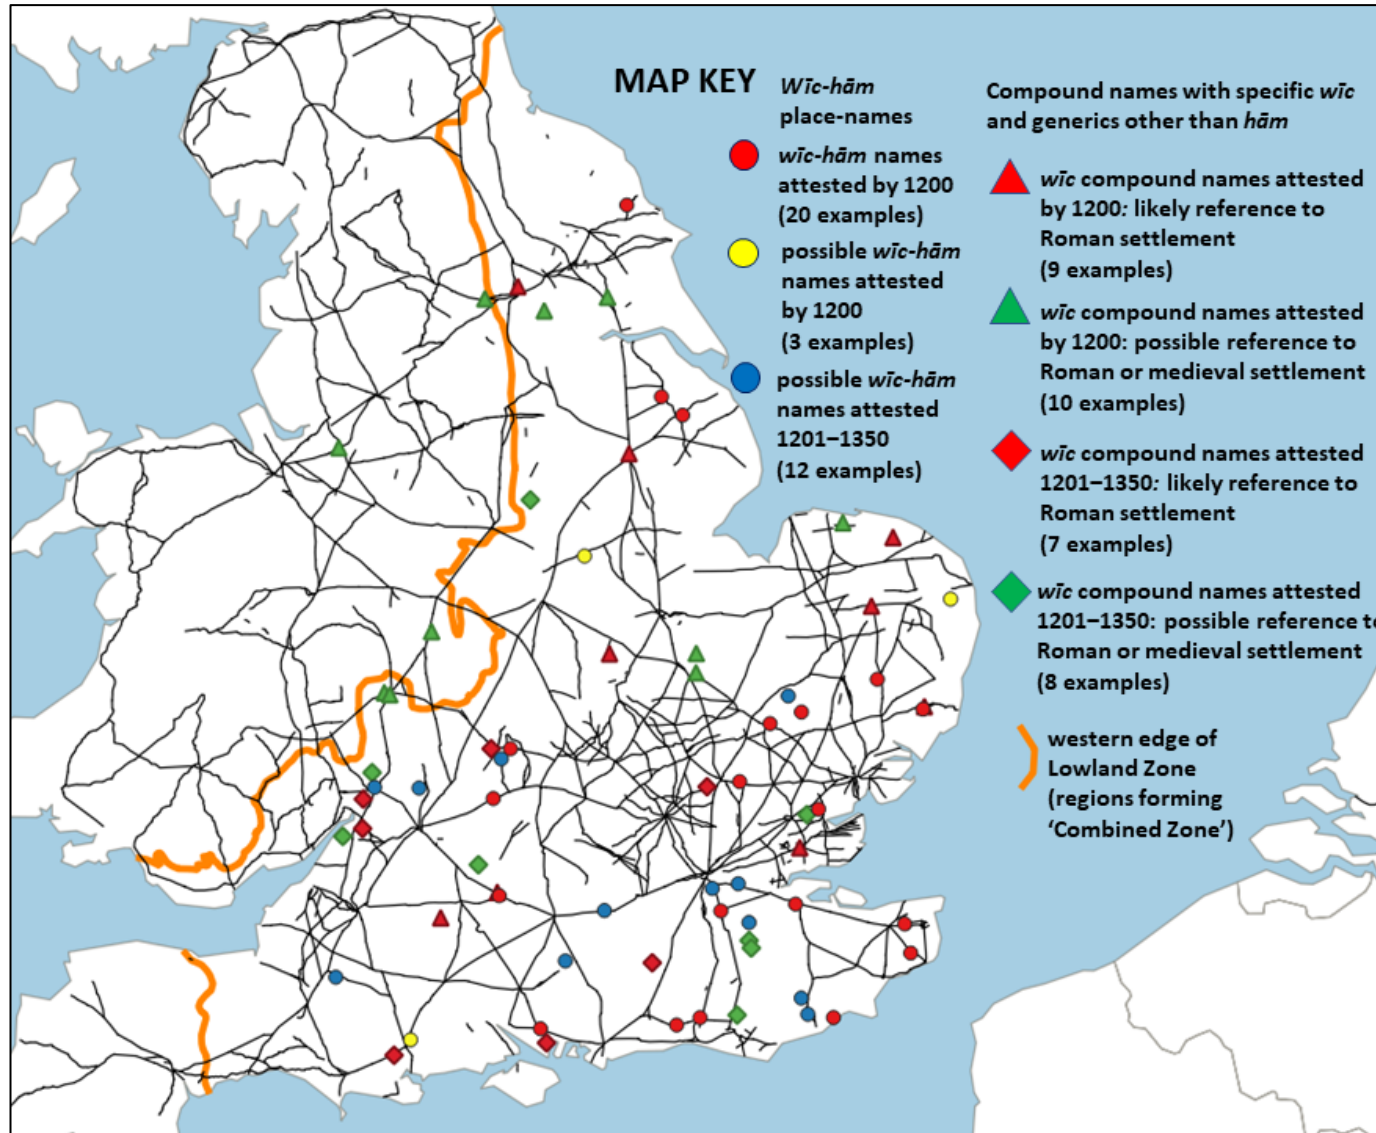 MAP KEY
Wīc-hām
place-names
wīc-hām names
attested by 1200
(20 examples)
possible wīc-hām
names attested
by 1200
(3 examples)
possible wīc-hām
names attested
1201–1350
(12 examples)
Compound names with specific wīc
and generics other than hām
wīc compound names attested
by 1200: likely reference to
Roman settlement
(9 examples)
wīc compound names attested
by 1200: possible reference to
Roman or medieval settlement
(10 examples)
wīc compound names attested
1201–1350: likely reference to
Roman settlement
(7 examples)
wīc compound names attested
1201–1350: possible reference to
Roman or medieval settlement
(8 examples)
western edge of
Lowland Zone
(regions forming
‘Combined Zone’)